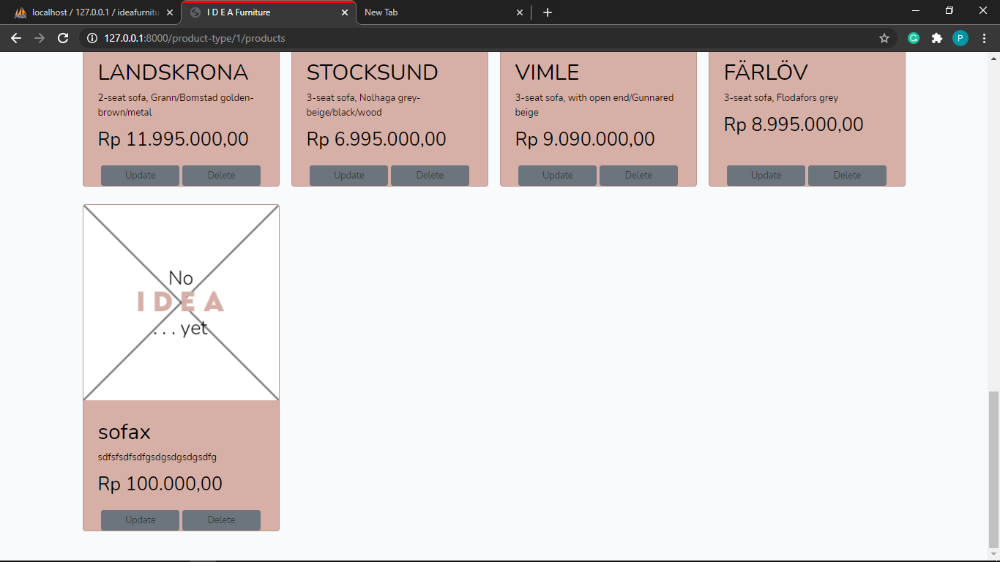 localhost / 127.0.0.1 / ideafurnitu
I D E A Furniture
New Tab
127.0.0.1:8000/product-type/1/products
P
LANDSKRONA
2-seat sofa, Grann/Bomstad golden-
brown/metal
Rp 11.995.000,00
Update Delete
STOCKSUND
3-seat sofa, Nolhaga grey-
beige/black/wood
Rp 6.995.000,00
Update Delete
VIMLE
3-seat sofa, with open end/Gunnared
beige
Rp 9.090.000,00
Update Delete
FÄRLÖV
3-seat sofa, Flodafors grey
Rp 8.995.000,00
Update Delete
No
I D E A
. . . yet
sofax
sdfsfsdfsdfgsdgsdgsdgsdfg
Rp 100.000,00
Update Delete